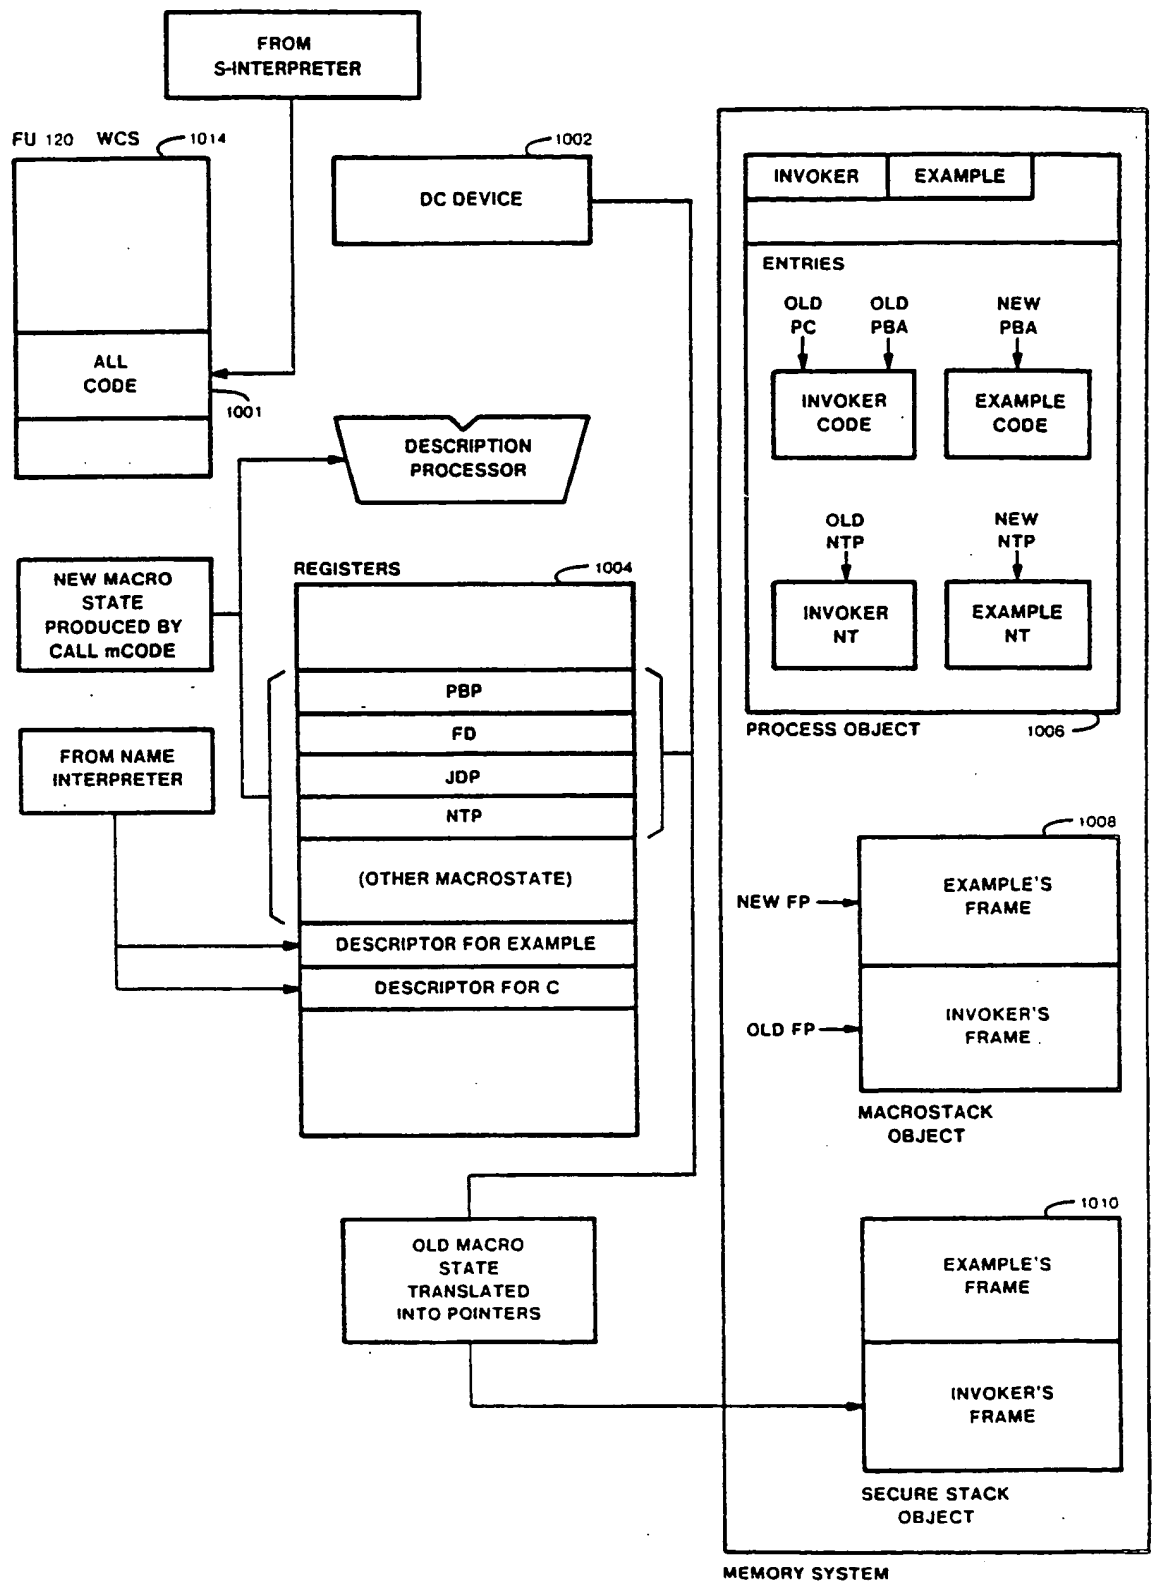 FROM
S-INTERPRETER
FU 120 WCS 1014
1002
DC DEVICE
ALL
CODE
1001
DESCRIPTION
PROCESSOR
NEW MACRO
STATE
PRODUCED BY
CALL mCODE
FROM NAME
INTERPRETER
REGISTERS
1004
PBP
FD
JDP
NTP
(OTHER MACROSTATE)
DESCRIPTOR FOR EXAMPLE
DESCRIPTOR FOR C
OLD MACRO
STATE
TRANSLATED
INTO POINTERS
INVOKER EXAMPLE
ENTRIES
OLD
PC
OLD
PBA
NEW
PBA
INVOKER
CODE
EXAMPLE
CODE
OLD
NTP
NEW
NTP
INVOKER
NT
EXAMPLE
NT
PROCESS OBJECT
1006
1008
NEW FP
EXAMPLE'S
FRAME
OLD FP
INVOKER'S
FRAME
MACROSTACK
OBJECT
1010
EXAMPLE'S
FRAME
INVOKER'S
FRAME
SECURE STACK
OBJECT
MEMORY SYSTEM